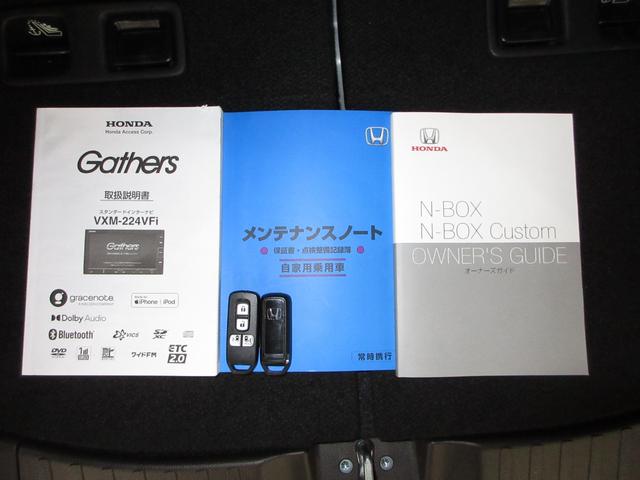 HONDA
Honda Access Corp.
Gathers
取扱説明書
スタンダードインターナビ
VXM-224VFi
Gathers
gracenote.
Made for
iPhone | iPod
Dolby Audio
Bluetooth
VICS
SD XC
DVD
ワイドFM
ETC 2.0
メンテナンスノート
保証書・点検整備記録簿
自家用乗用車
常時携行
HONDA
N-BOX
N-BOX Custom
OWNER'S GUIDE
オーナーズガイド